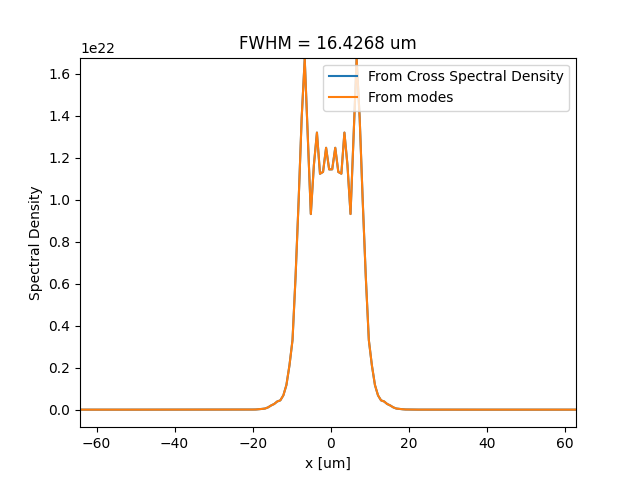 FWHM = 16.4268 um
1e22
From Cross Spectral Density
From modes
1.6
1.4
1.2
1.0
0.8
0.6
0.4
0.2
0.0
Spectral Density
−60
−40
−20
0
20
40
60
x [um]